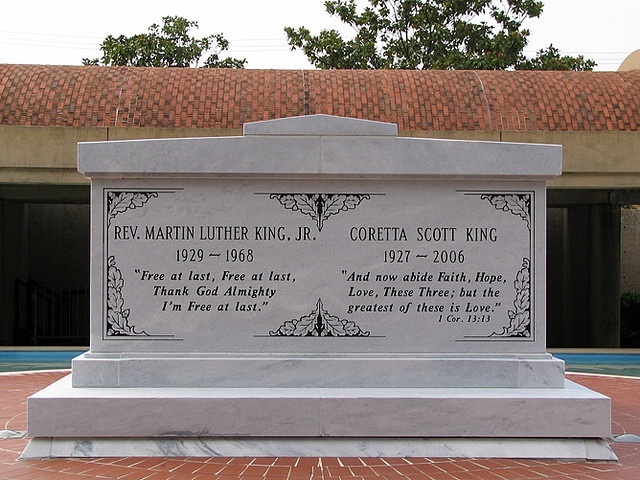 REV. MARTIN LUTHER KING, JR.
1929 ~ 1968
"Free at last, Free at last,
Thank God Almighty
I'm Free at last."
CORETTA SCOTT KING
1927 ~ 2006
"And now abide Faith, Hope,
Love, These Three; but the
greatest of these is Love."
1 Cor. 13:13